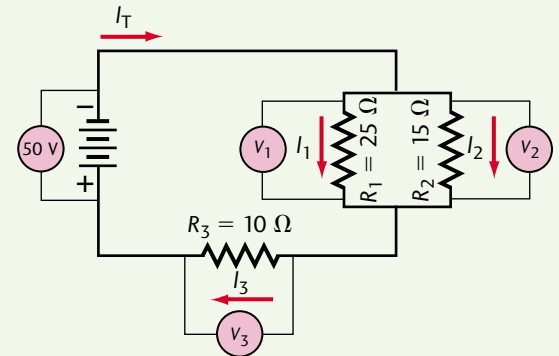 I_T
−
50 V
+
V_1
I_1
R_1 = 25 Ω
R_2 = 15 Ω
I_2
V_2
R_3 = 10 Ω
I_3
V_3